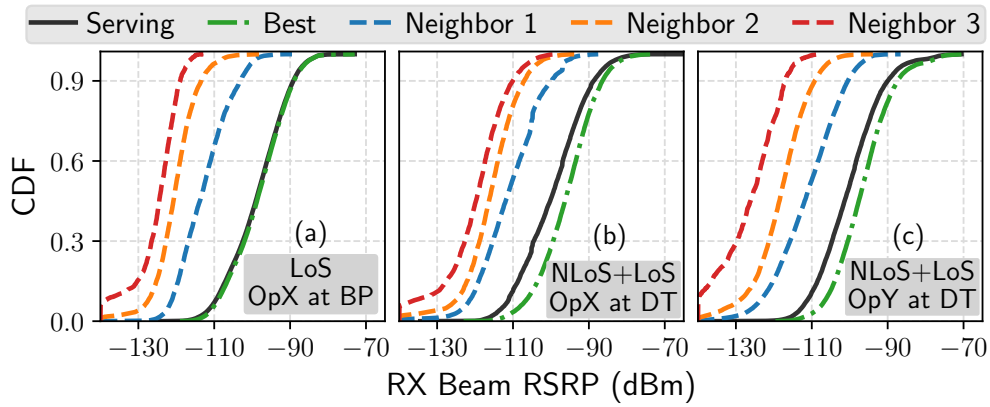 Serving Best Neighbor 1 Neighbor 2 Neighbor 3
CDF
0.9
0.6
0.3
0.0
(a)
LoS
OpX at BP
−130 −110 −90 −70
(b)
NLoS+LoS
OpX at DT
−130 −110 −90 −70
(c)
NLoS+LoS
OpY at DT
−130 −110 −90 −70
RX Beam RSRP (dBm)